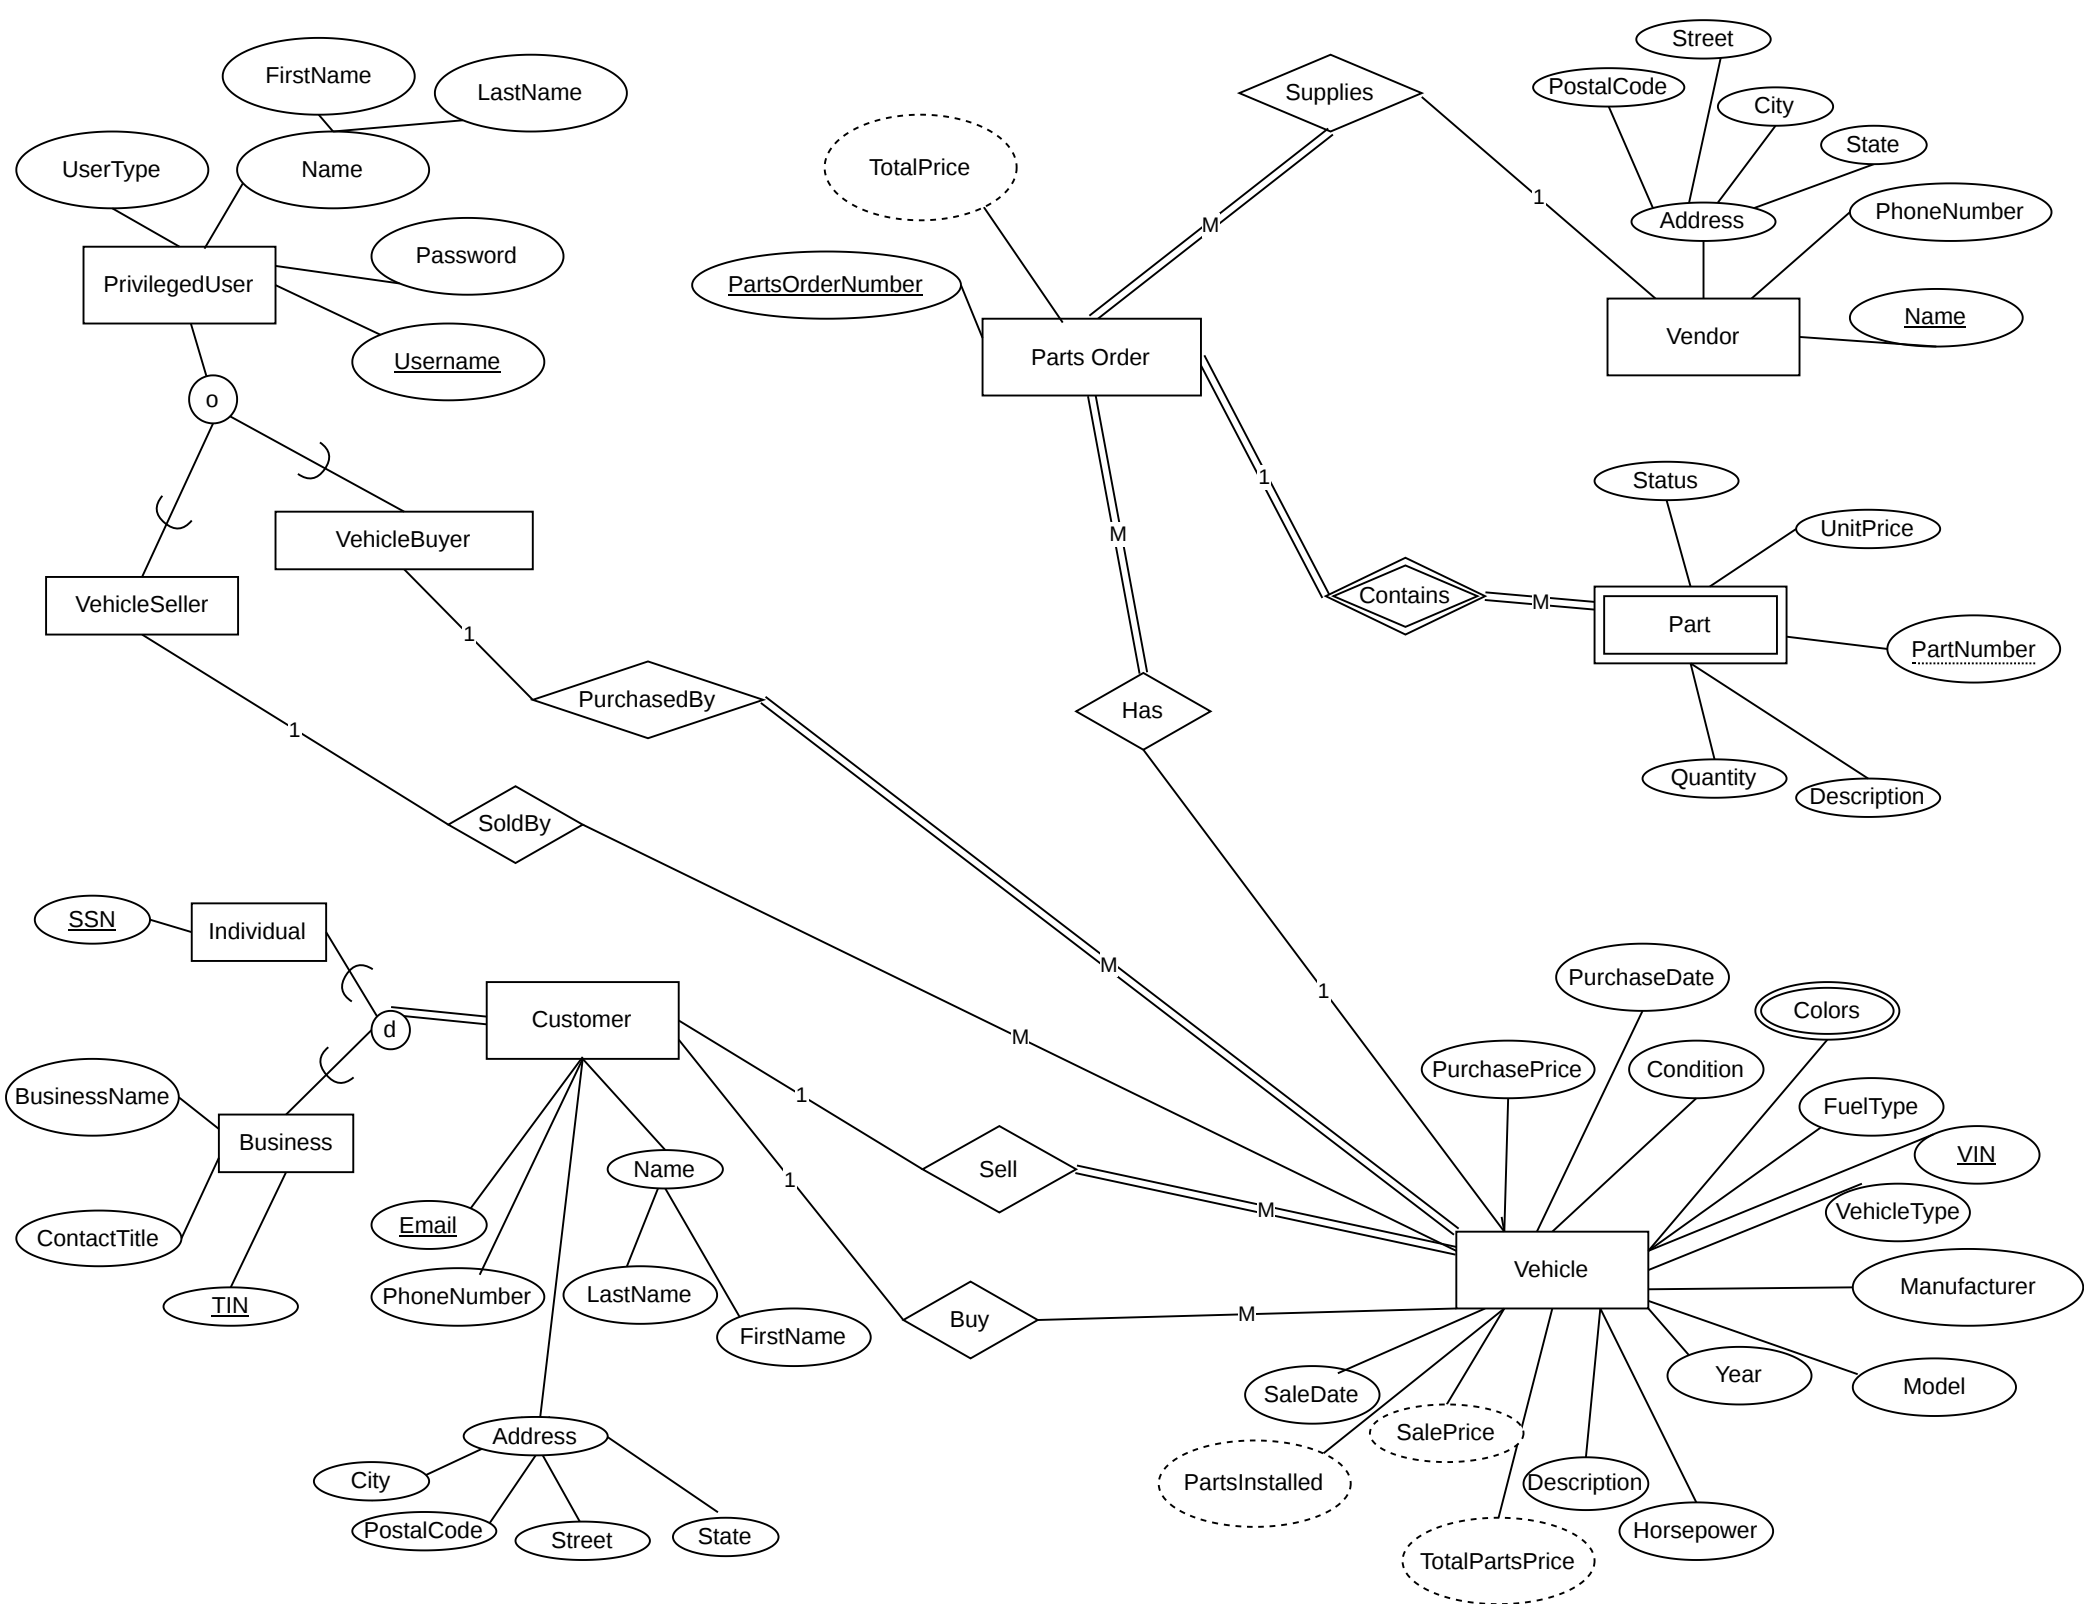 Street
FirstName
LastName
Supplies
PostalCode
City
State
UserType
Name
TotalPrice
1
Address
PhoneNumber
M
Password
PrivilegedUser
PartsOrderNumber
Name
Vendor
Parts Order
Username
o
1
Status
M
UnitPrice
VehicleBuyer
Contains
M
VehicleSeller
Part
1
PartNumber
PurchasedBy
Has
1
Quantity
Description
SoldBy
SSN
Individual
M
PurchaseDate
1
Colors
Customer
d
M
PurchasePrice
Condition
1
BusinessName
FuelType
Business
VIN
Name
Sell
1
M
VehicleType
Email
ContactTitle
Vehicle
Manufacturer
PhoneNumber
LastName
TIN
M
Buy
FirstName
Year
Model
SaleDate
SalePrice
Address
City
PartsInstalled
Description
PostalCode
Street
State
Horsepower
TotalPartsPrice